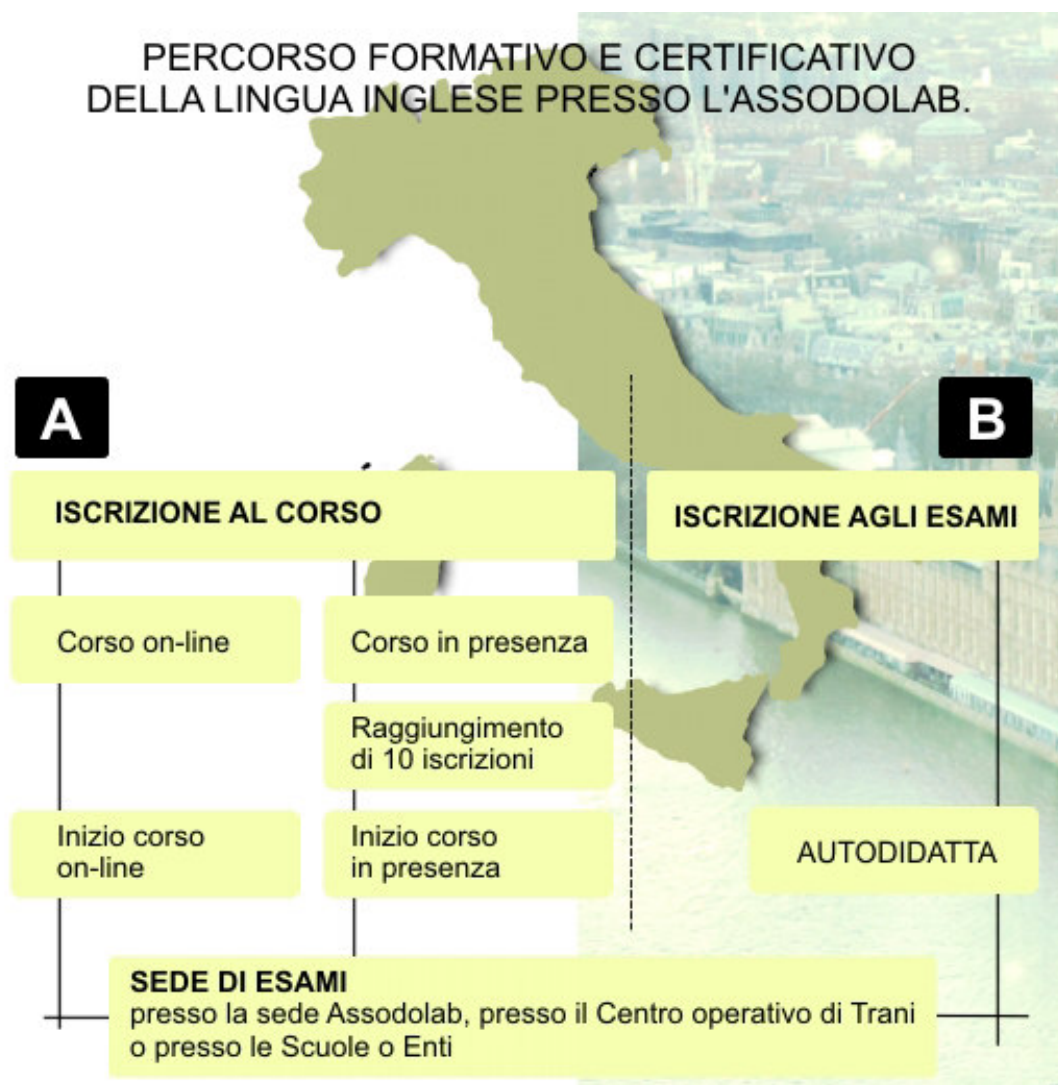 PERCORSO FORMATIVO E CERTIFICATIVO
DELLA LINGUA INGLESE PRESSO L'ASSODOLAB.
A
B
ISCRIZIONE AL CORSO
ISCRIZIONE AGLI ESAMI
Corso on-line
Corso in presenza
Raggiungimento
di 10 iscrizioni
Inizio corso
on-line
Inizio corso
in presenza
AUTODIDATTA
SEDE DI ESAMI
presso la sede Assodolab, presso il Centro operativo di Trani
o presso le Scuole o Enti